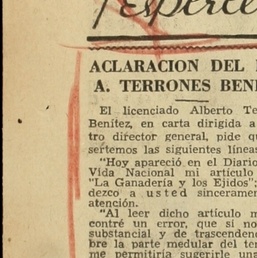 ACLARACION DEL
A. TERRONES BENI
El licenciado Alberto Te
Benítez, en carta dirigida a
tro director general, pide q
sertemos las siguientes líneas
"Hoy apareció en el Diario
Vida Nacional mi artículo
"La Ganadería y los Ejidos";
dezco a usted sinceramen
atención.
"Al leer dicho artículo m
contré un error, que si no
substancial y de trascendenc
bre la parte medular del ter
me permitiría sugerirle una